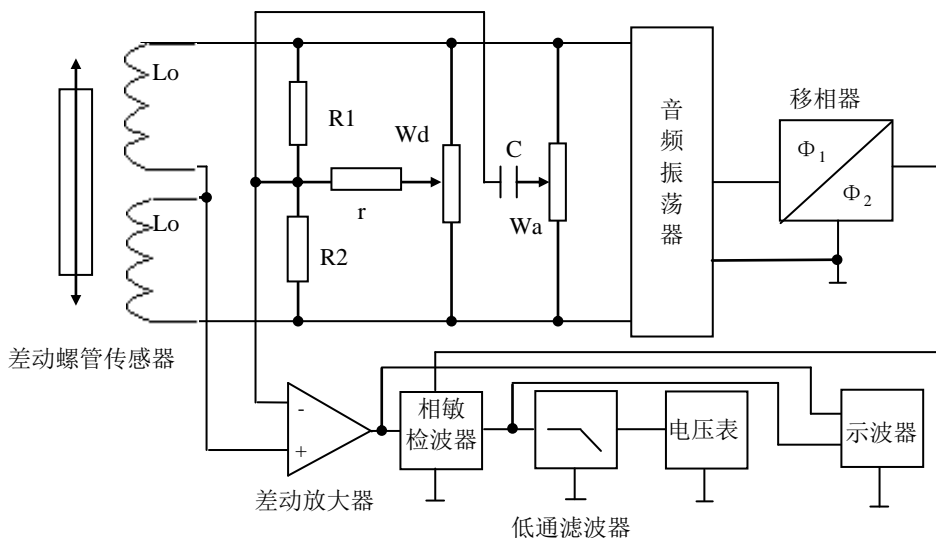 Lo
R1
Wd
C
r
Wa
Lo
R2
音频振荡器
移相器
Φ1
Φ2
差动螺管传感器
-
+
差动放大器
相敏
检波器
低通滤波器
电压表
示波器